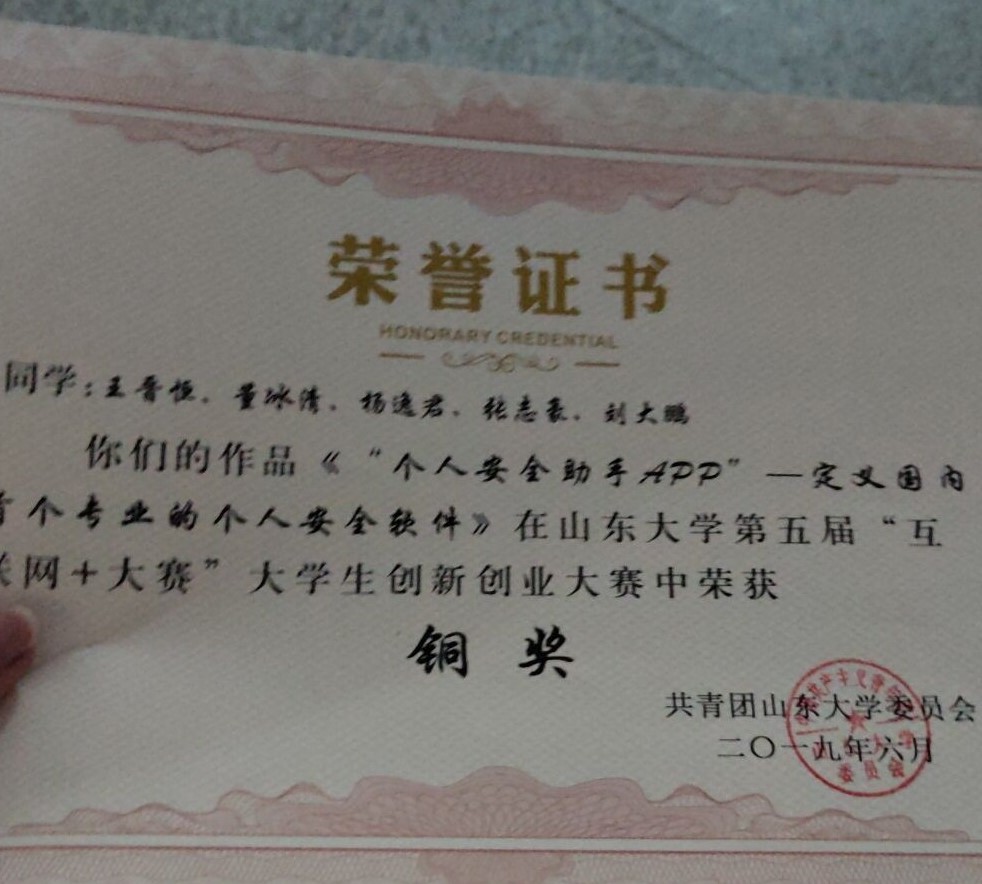 荣誉证书
HONORARY CREDENTIAL
同学：王晋恒、董冰清、杨逸君、张志豪、刘大鹏
你们的作品《“个人安全助手APP”—定义国内
首个专业的个人安全软件》在山东大学第五届“互
联网+大赛”大学生创新创业大赛中荣获
铜奖
共青团山东大学委员会
二〇一九年六月
委员会